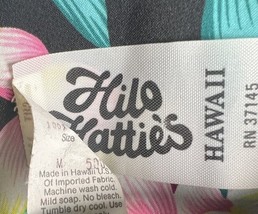 Hilo
Hattie's
HAWAII
RN 37145
Size
M
Made in Hawaii U.S.
Of Imported Fabric.
Machine wash cold.
Mild soap. No bleach.
Tumble dry cool. Use